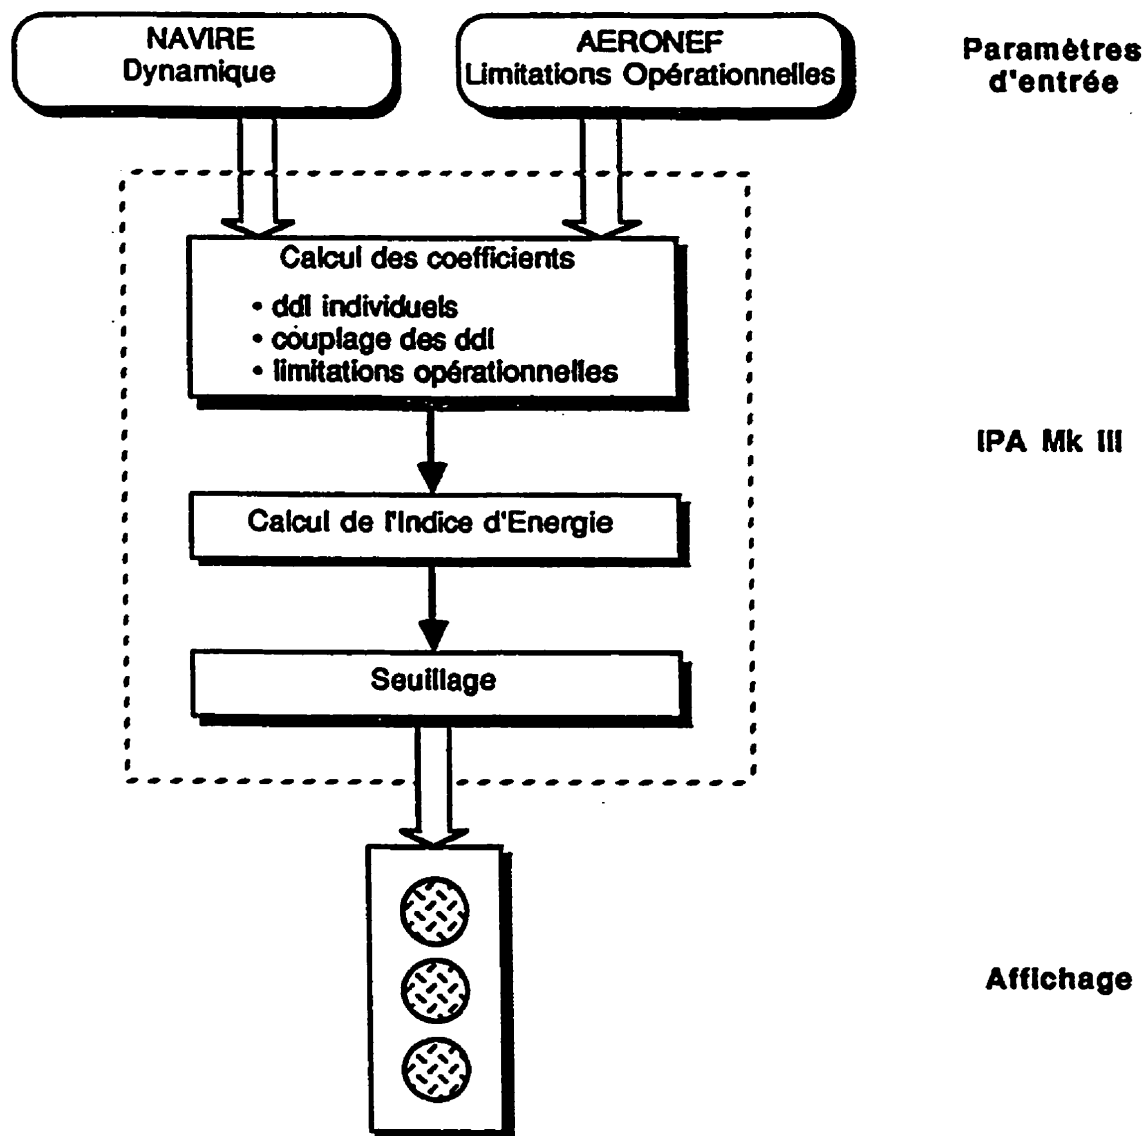 NAVIRE
Dynamique
AERONEF
Limitations Opérationnelles
Paramètres
d'entrée
Calcul des coefficients
• ddl individuels
• couplage des ddl
• limitations opérationnelles
IPA Mk III
Calcul de l'Indice d'Energie
Seuillage
Affichage